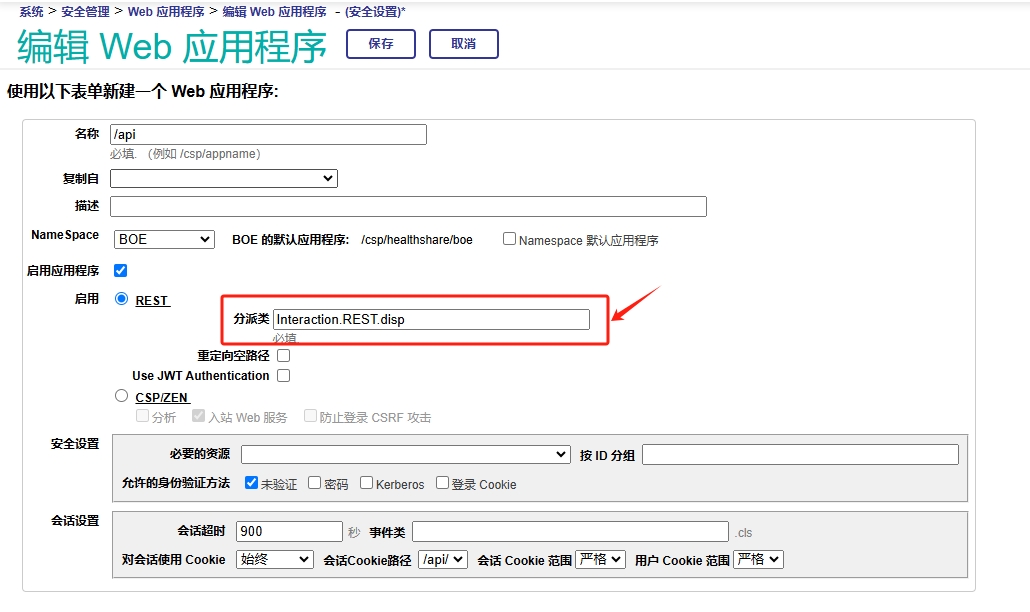 系统 > 安全管理 > Web 应用程序 > 编辑 Web 应用程序 - (安全设置)*
编辑 Web 应用程序 保存 取消
使用以下表单新建一个 Web 应用程序:
名称 /api
必填. （例如 /csp/appname）
复制自
描述
NameSpace BOE BOE 的默认应用程序: /csp/healthshare/boe Namespace 默认应用程序
启用应用程序
启用 REST
分派类 Interaction.REST.disp
必填
重定向空路径
Use JWT Authentication
CSP/ZEN
分析 入站 Web 服务 防止登录 CSRF 攻击
安全设置
必要的资源 按 ID 分组
允许的身份验证方法 未验证 密码 Kerberos 登录 Cookie
会话设置
会话超时 900 秒 事件类 .cls
对会话使用 Cookie 始终 会话Cookie路径 /api/ 会话 Cookie 范围 严格 用户 Cookie 范围 严格